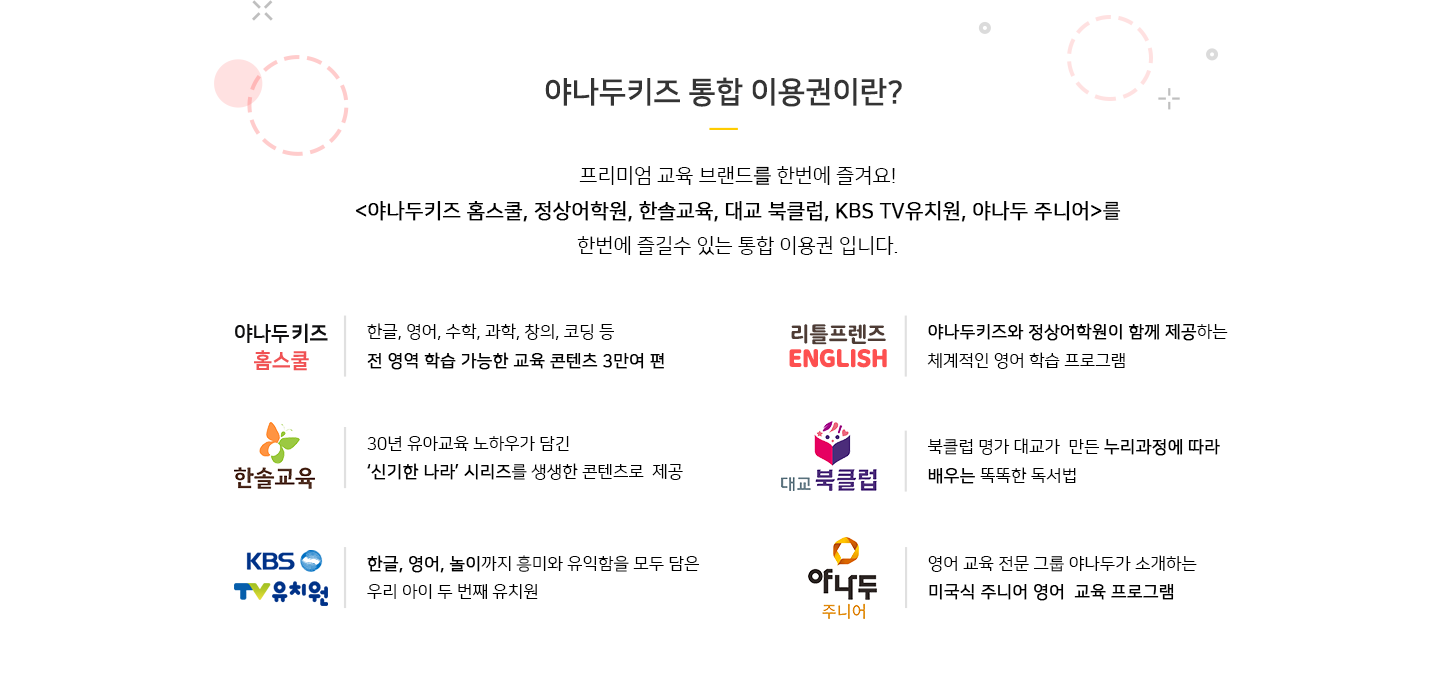 야나두키즈 통합 이용권이란?
프리미엄 교육 브랜드를 한번에 즐겨요!
<야나두키즈 홈스쿨, 정상어학원, 한솔교육, 대교 북클럽, KBS TV유치원, 야나두 주니어>를
한번에 즐길수 있는 통합 이용권 입니다.
야나두키즈
홈스쿨
한글, 영어, 수학, 과학, 창의, 코딩 등
전 영역 학습 가능한 교육 콘텐츠 3만여 편
리틀프렌즈
ENGLISH
야나두키즈와 정상어학원이 함께 제공하는
체계적인 영어 학습 프로그램
한솔교육
30년 유아교육 노하우가 담긴
‘신기한 나라’ 시리즈를 생생한 콘텐츠로 제공
대교 북클럽
북클럽 명가 대교가 만든 누리과정에 따라
배우는 똑똑한 독서법
KBS
TV유치원
한글, 영어, 놀이까지 흥미와 유익함을 모두 담은
우리 아이 두 번째 유치원
야나두
주니어
영어 교육 전문 그룹 야나두가 소개하는
미국식 주니어 영어 교육 프로그램